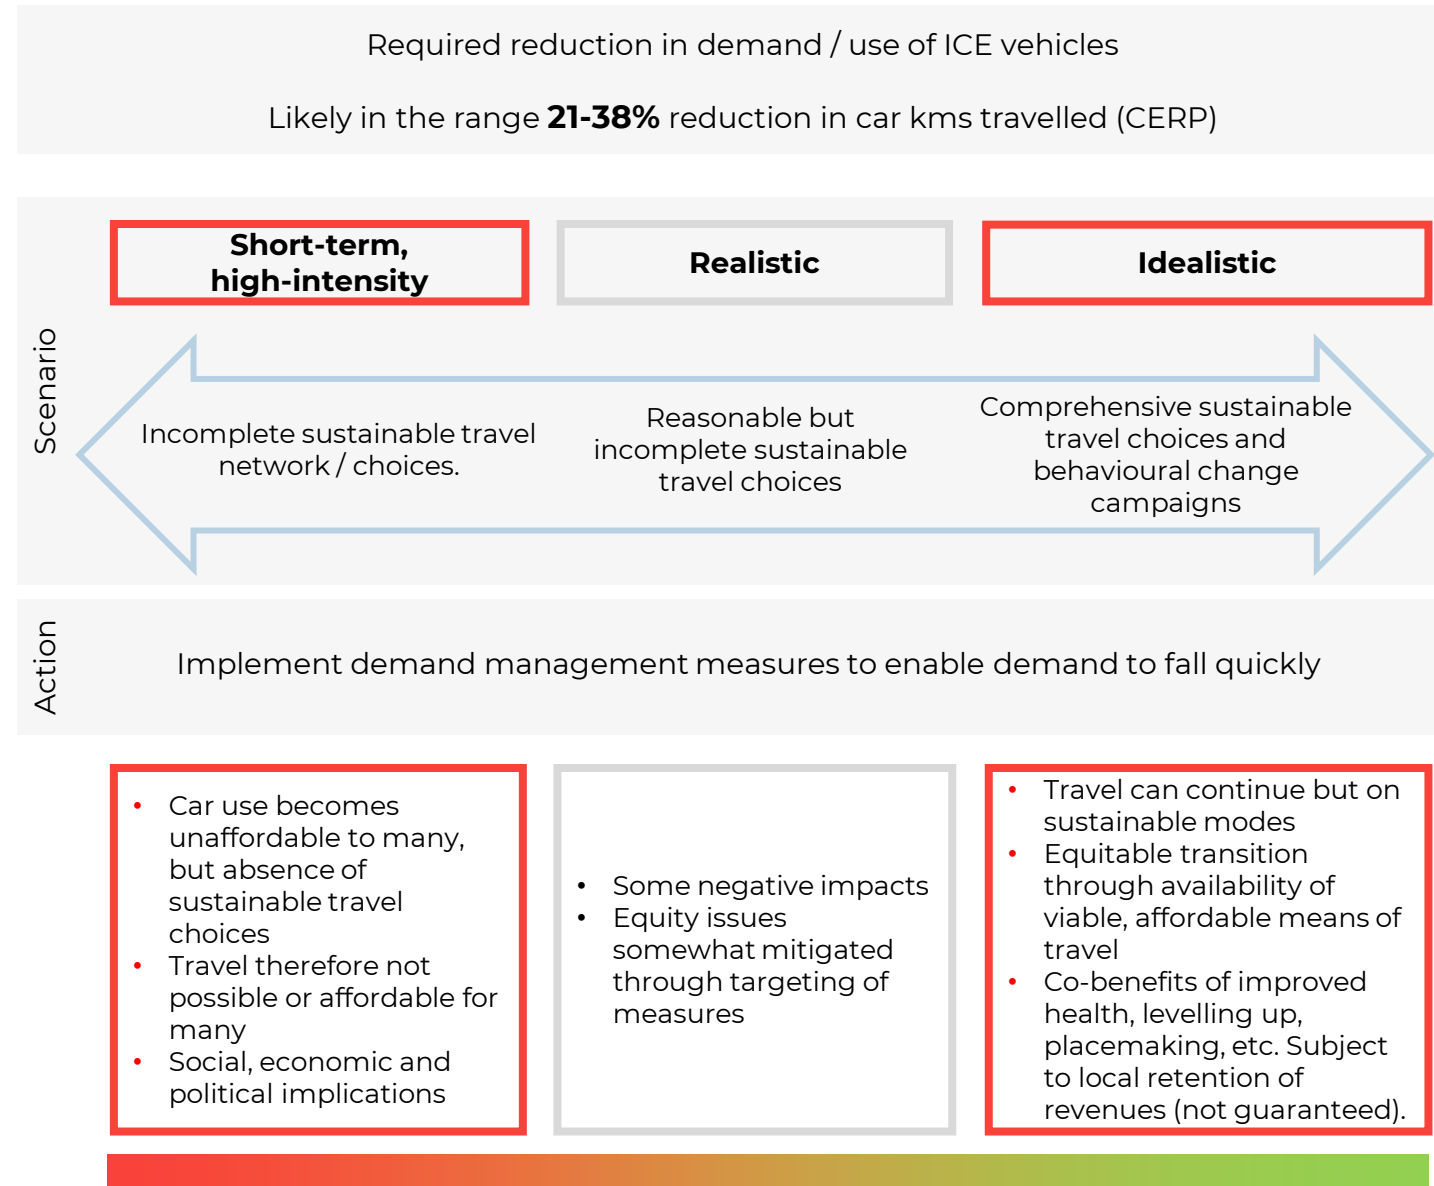 Required reduction in demand / use of ICE vehicles
Likely in the range 21-38% reduction in car kms travelled (CERP)
Scenario
Short-term,
high-intensity
Realistic
Idealistic
Incomplete sustainable travel
network / choices.
Reasonable but
incomplete sustainable
travel choices
Comprehensive sustainable
travel choices and
behavioural change
campaigns
Action
Implement demand management measures to enable demand to fall quickly
• Car use becomes
unaffordable to many,
but absence of
sustainable travel
choices
• Travel therefore not
possible or affordable for
many
• Social, economic and
political implications
• Some negative impacts
• Equity issues
somewhat mitigated
through targeting of
measures
• Travel can continue but on
sustainable modes
• Equitable transition
through availability of
viable, affordable means of
travel
• Co-benefits of improved
health, levelling up,
placemaking, etc. Subject
to local retention of
revenues (not guaranteed).